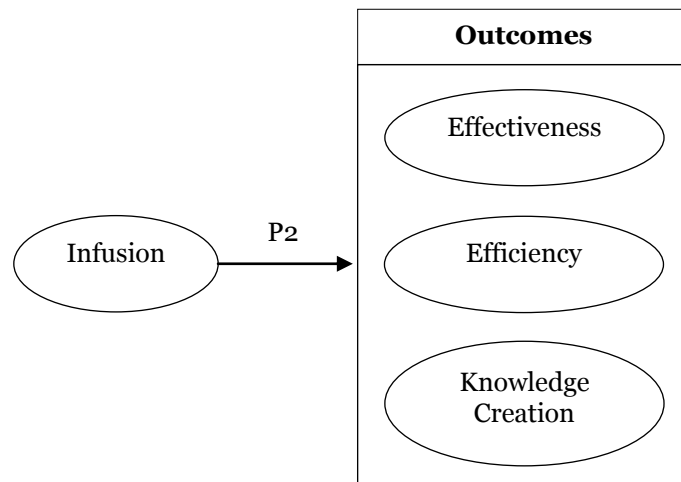 Outcomes
Effectiveness
Infusion
P2
Efficiency
Knowledge
Creation